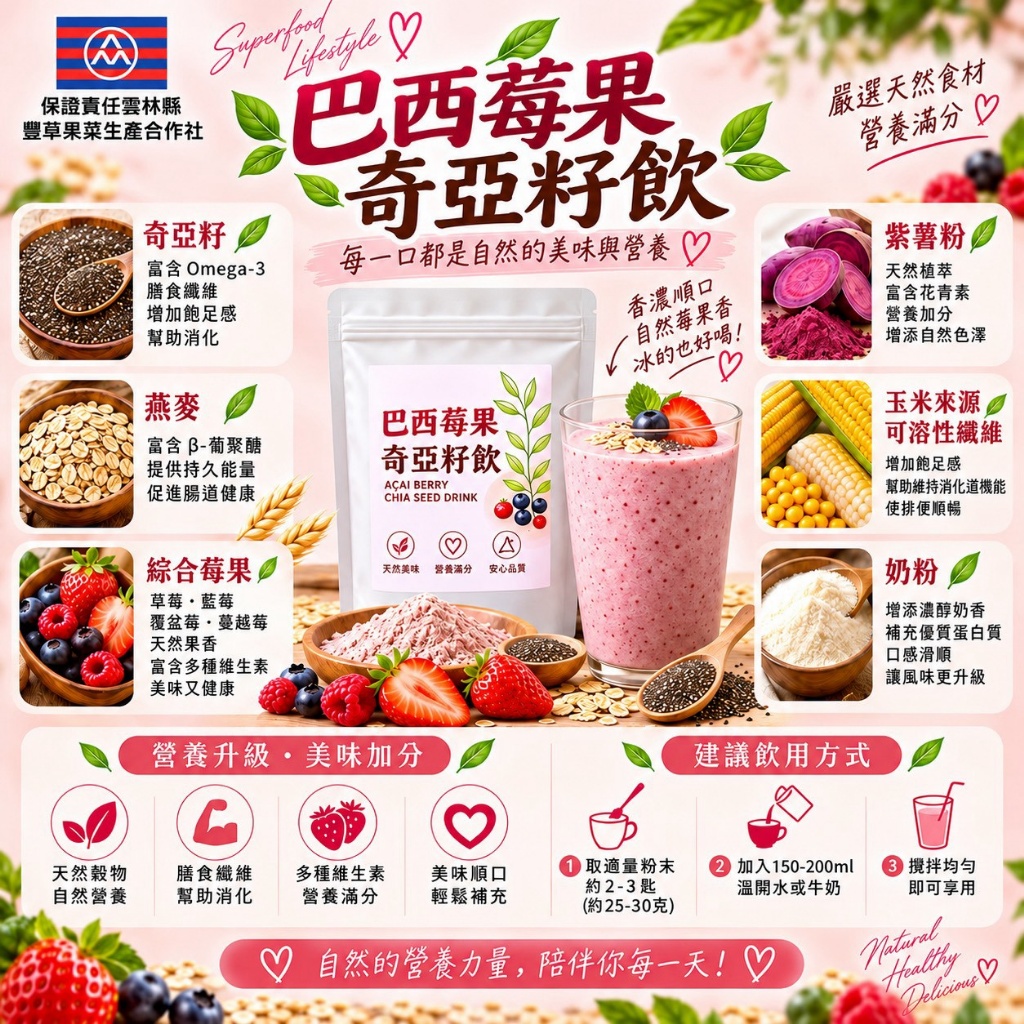 Superfood
Lifestyle
保證責任雲林縣
豐草果菜生產合作社
巴西莓果
奇亞籽飲
每一口都是自然的美味與營養
嚴選天然食材
營養滿分
奇亞籽
富含 Omega-3
膳食纖維
增加飽足感
幫助消化
燕麥
富含 β-葡聚醣
提供持久能量
促進腸道健康
綜合莓果
草莓・藍莓
覆盆莓・蔓越莓
天然果香
富含多種維生素
美味又健康
香濃順口
自然莓果香
冰的也好喝!
巴西莓果
奇亞籽飲
AÇAI BERRY
CHIA SEED DRINK
天然美味
營養滿分
安心品質
紫薯粉
天然植萃
富含花青素
營養加分
增添自然色澤
玉米來源
可溶性纖維
增加飽足感
幫助維持消化道機能
使排便順暢
奶粉
增添濃醇奶香
補充優質蛋白質
口感滑順
讓風味更升級
營養升級・美味加分
天然穀物
自然營養
膳食纖維
幫助消化
多種維生素
營養滿分
美味順口
輕鬆補充
建議飲用方式
1 取適量粉末
約2-3匙
(約25-30克)
2 加入150-200ml
溫開水或牛奶
3 攪拌均勻
即可享用
自然的營養力量,陪伴你每一天!
Natural
Healthy
Delicious